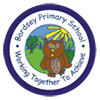 Bardsey Primary School
Working Together To Achieve